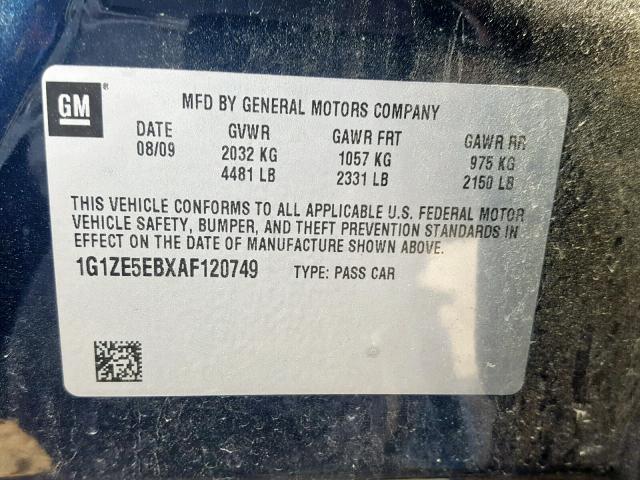 GM®
MFD BY GENERAL MOTORS COMPANY
DATE GVWR GAWR FRT GAWR RR
08/09 2032 KG 1057 KG 975 KG
4481 LB 2331 LB 2150 LB
THIS VEHICLE CONFORMS TO ALL APPLICABLE U.S. FEDERAL MOTOR
VEHICLE SAFETY, BUMPER, AND THEFT PREVENTION STANDARDS IN
EFFECT ON THE DATE OF MANUFACTURE SHOWN ABOVE.
1G1ZE5EBXAF120749 TYPE: PASS CAR